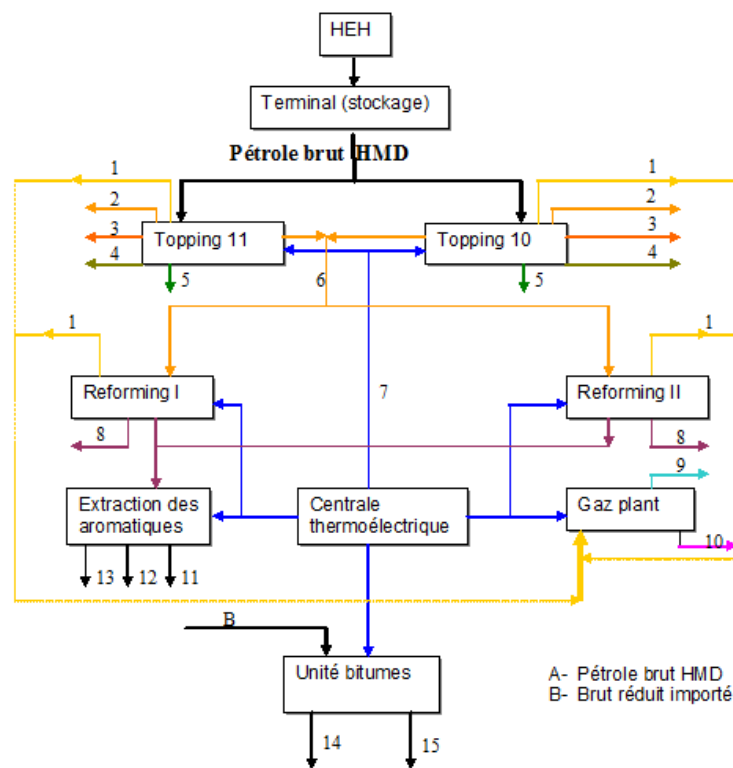 HEH
Terminal (stockage)
Pétrole brut HMD
1
1
2
2
3
3
4
4
Topping 11
Topping 10
5
6
5
1
1
Reforming I
7
Reforming II
8
8
9
Extraction des
aromatiques
Centrale
thermoélectrique
Gaz plant
10
13
12
11
B
Unité bitumes
A- Pétrole brut HMD
B- Brut réduit importé
14
15